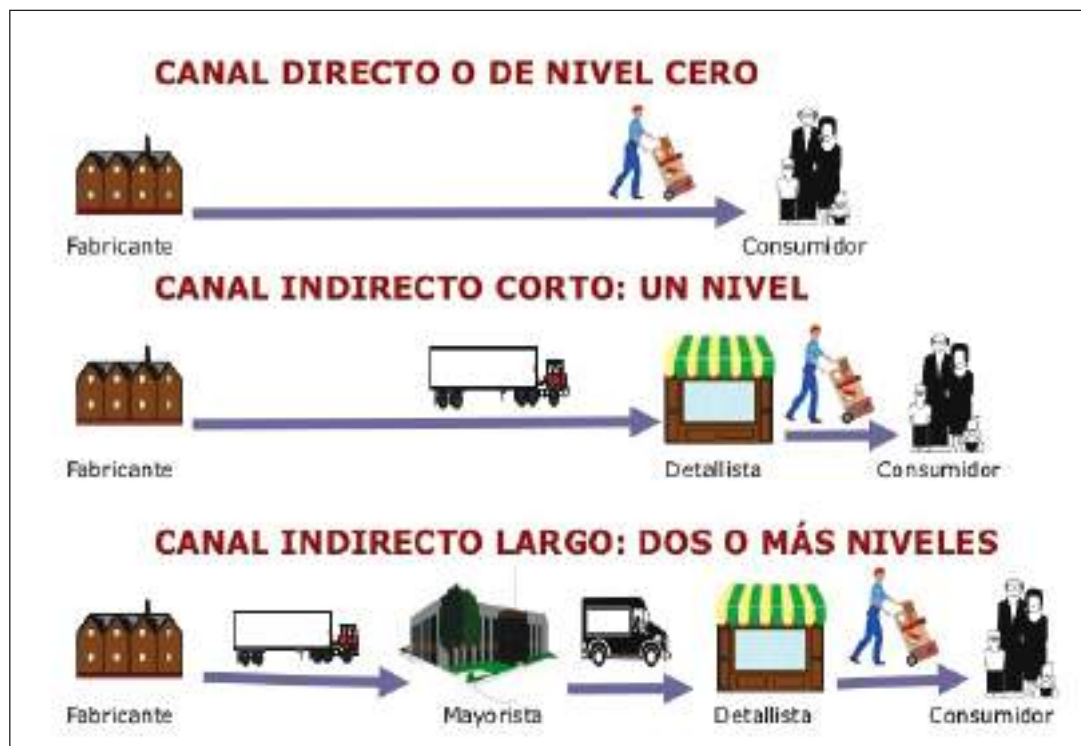 CANAL DIRECTO O DE NIVEL CERO
Fabricante
Consumidor
CANAL INDIRECTO CORTO: UN NIVEL
Fabricante
Detallista
Consumidor
CANAL INDIRECTO LARGO: DOS O MÁS NIVELES
Fabricante
Mayorista
Detallista
Consumidor